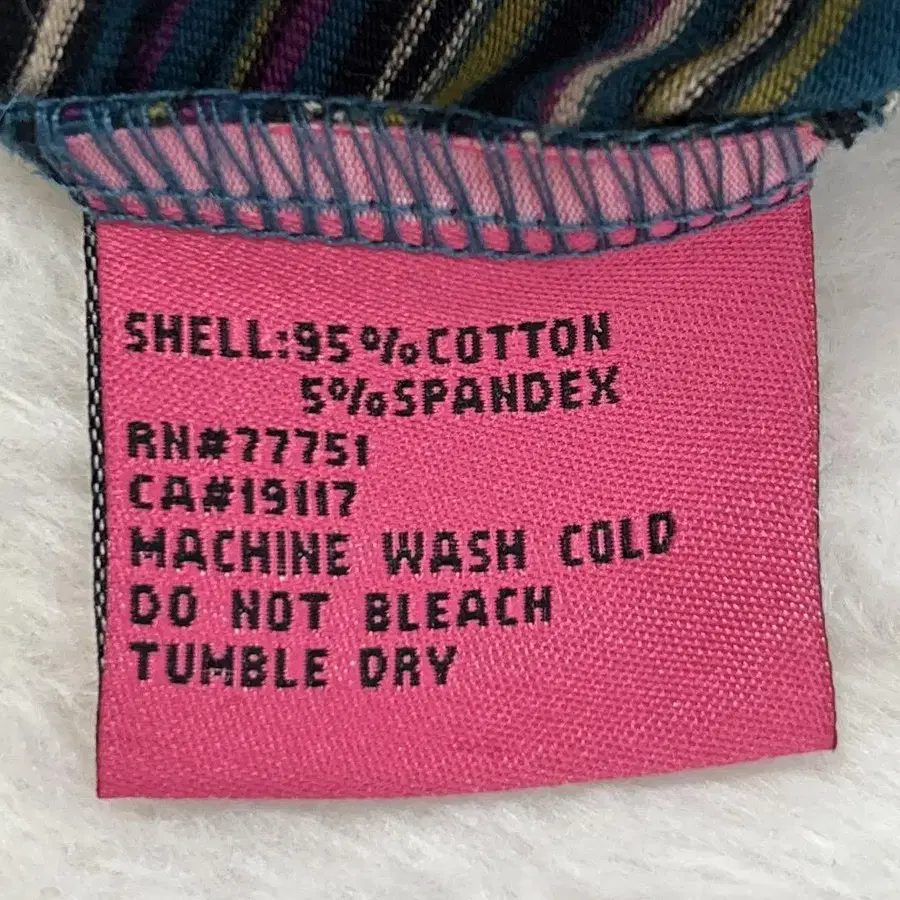 SHELL:95%COTTON
5%SPANDEX
RN#77751
CA#19117
MACHINE WASH COLD
DO NOT BLEACH
TUMBLE DRY